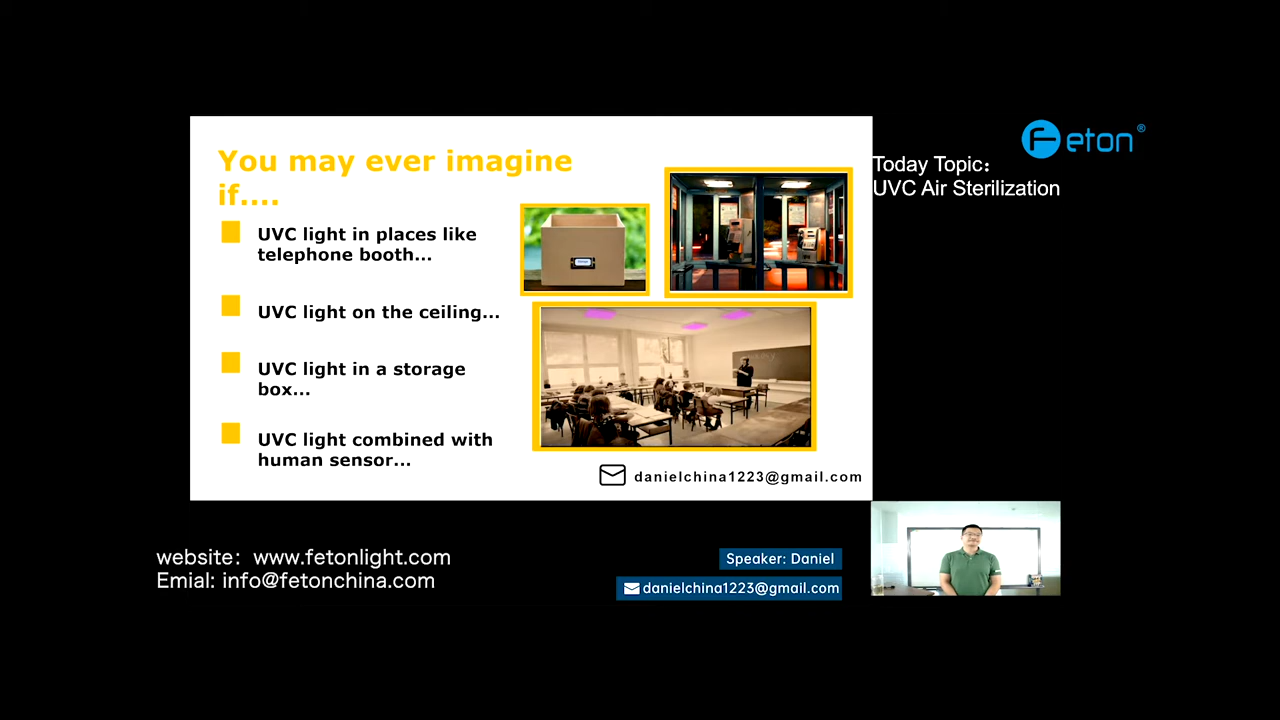 You may ever imagine
if....
UVC light in places like
telephone booth...
UVC light on the ceiling...
UVC light in a storage
box...
UVC light combined with
human sensor...
danielchina1223@gmail.com
Feton®
Today Topic：
UVC Air Sterilization
website：www.fetonlight.com
Emial: info@fetonchina.com
Speaker: Daniel
danielchina1223@gmail.com